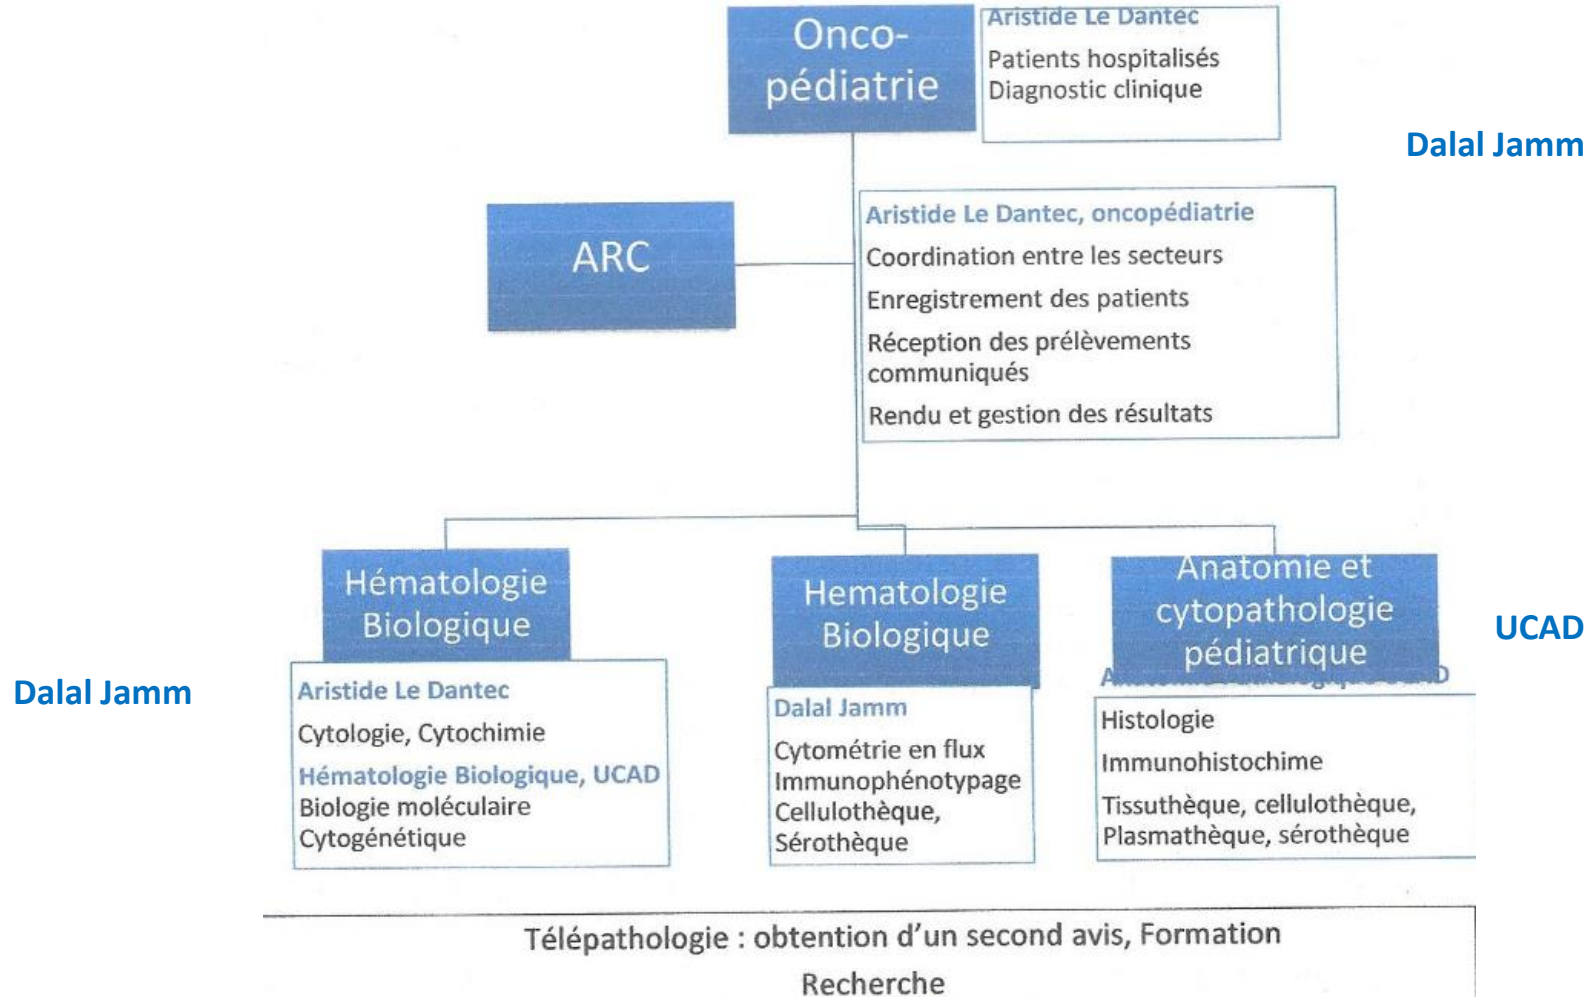 Onco-
pédiatrie
Aristide Le Dantec
Patients hospitalisés
Diagnostic clinique
Dalal Jamm
ARC
Aristide Le Dantec, oncopédiatrie
Coordination entre les secteurs
Enregistrement des patients
Réception des prélèvements
communiqués
Rendu et gestion des résultats
Hématologie
Biologique
Aristide Le Dantec
Cytologie, Cytochimie
Hématologie Biologique, UCAD
Biologie moléculaire
Cytogénétique
Dalal Jamm
Hematologie
Biologique
Dalal Jamm
Cytométrie en flux
Immunophénotypage
Cellulothèque,
Sérothèque
Anatomie et
cytopathologie
pédiatrique
UCAD
Histologie
Immunohistochime
Tissuthèque, cellulothèque,
Plasmathèque, sérothèque
Télépathologie : obtention d'un second avis, Formation
Recherche